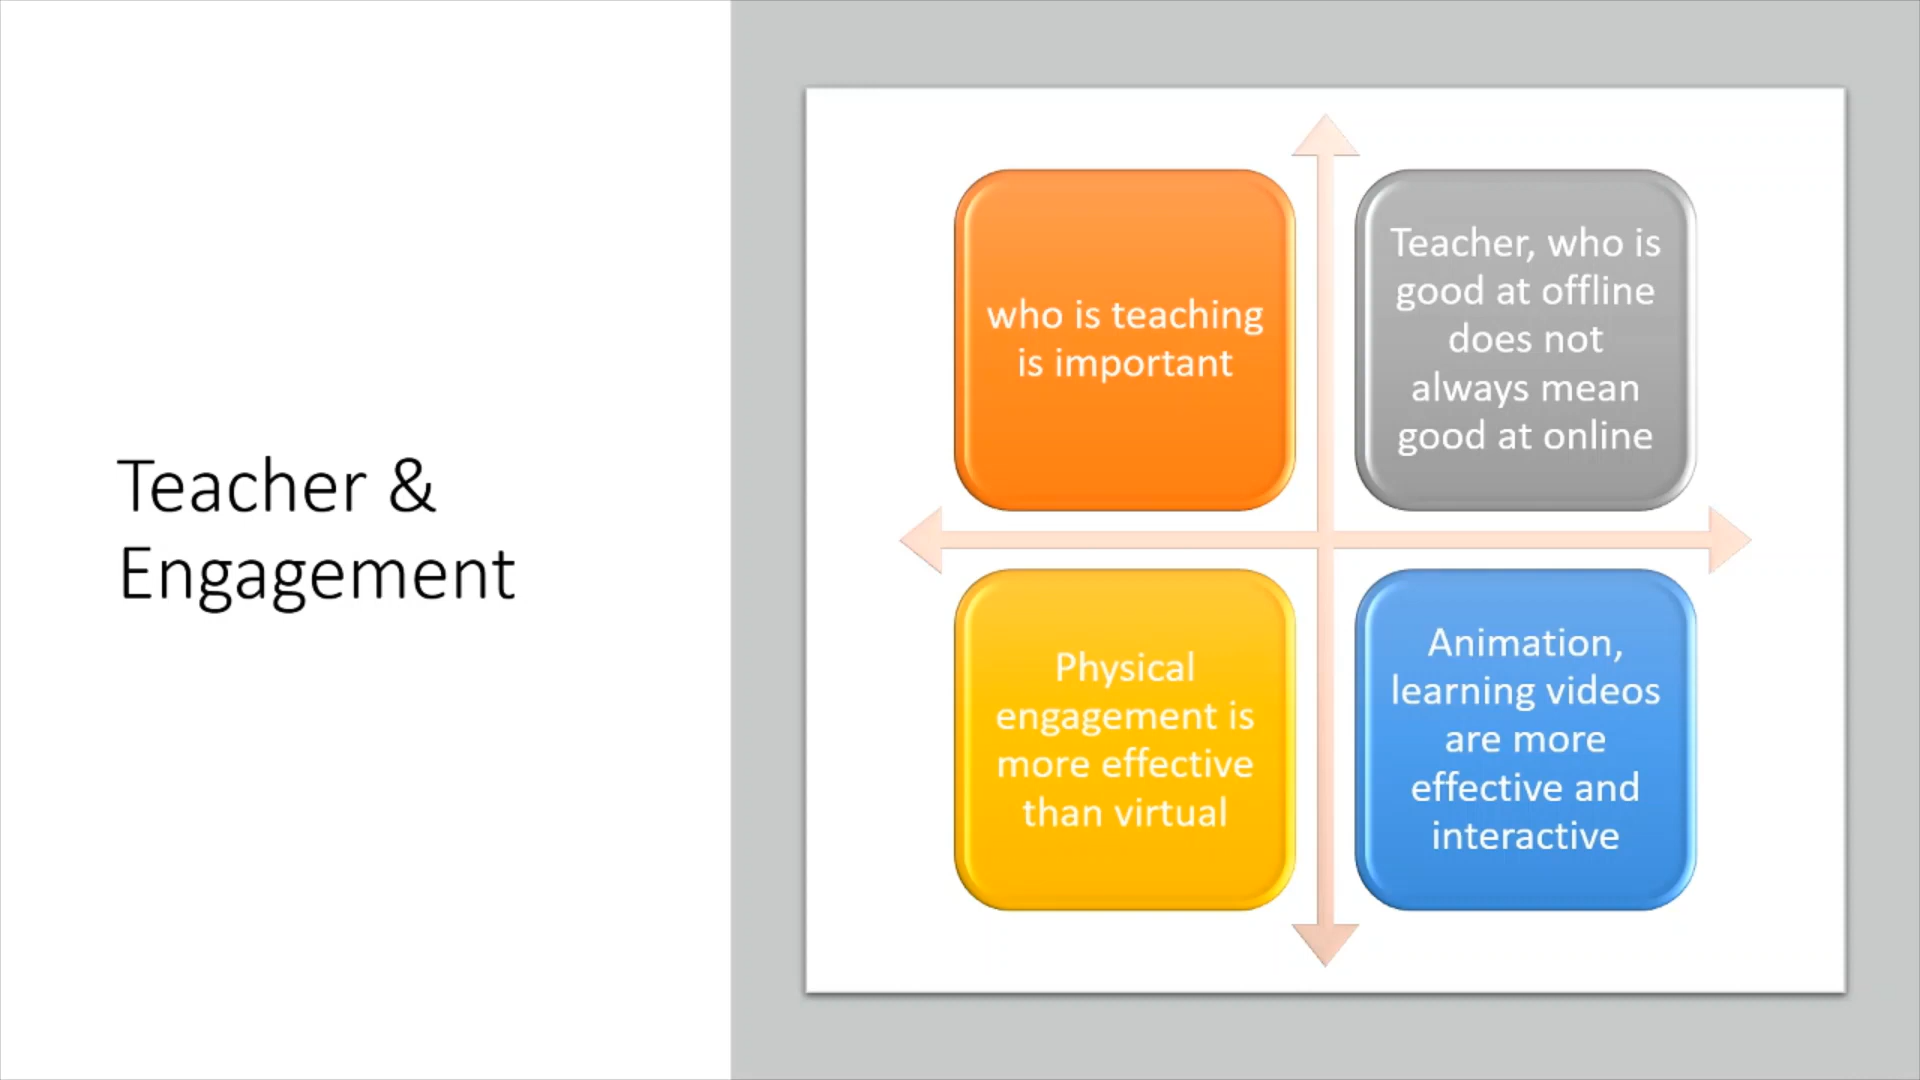 Teacher &
Engagement
who is teaching
is important
Teacher, who is
good at offline
does not
always mean
good at online
Physical
engagement is
more effective
than virtual
Animation,
learning videos
are more
effective and
interactive